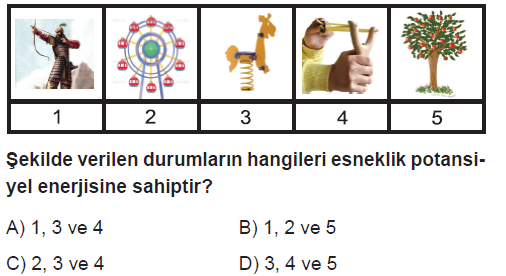 1 2 3 4 5
Şekilde verilen durumların hangileri esneklik potansi-
yel enerjisine sahiptir?
A) 1, 3 ve 4 B) 1, 2 ve 5
C) 2, 3 ve 4 D) 3, 4 ve 5